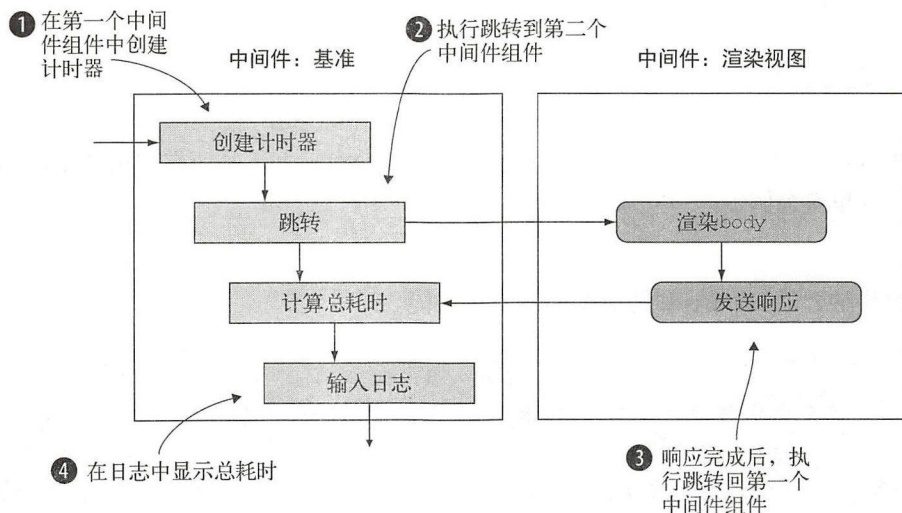 ❶ 在第一个中间
件组件中创建
计时器
❷ 执行跳转到第二个
中间件组件
中间件：基准
中间件：渲染视图
创建计时器
跳转
渲染body
计算总耗时
发送响应
输入日志
❹ 在日志中显示总耗时
❸ 响应完成后，执
行跳转回第一个
中间件组件